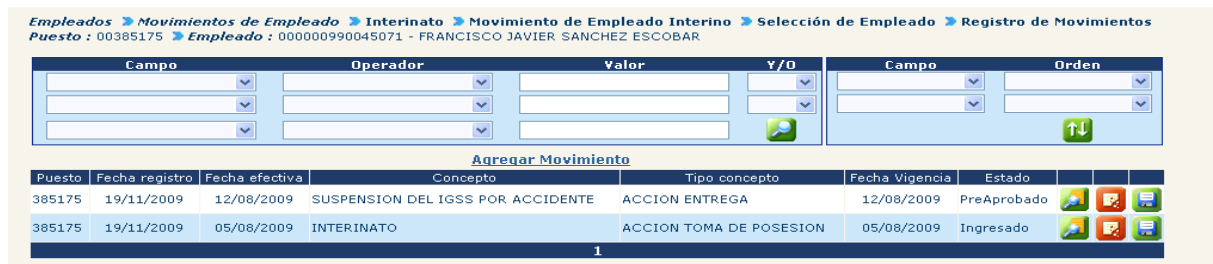 Empleados Movimientos de Empleado Interinato Movimiento de Empleado Interino Selección de Empleado Registro de Movimientos
Puesto : 00385175 Empleado : 000000990045071 - FRANCISCO JAVIER SANCHEZ ESCOBAR
Campo Operador Valor Y/O Campo Orden
Agregar Movimiento
Puesto Fecha registro Fecha efectiva Concepto Tipo concepto Fecha Vigencia Estado
385175 19/11/2009 12/08/2009 SUSPENSION DEL IGSS POR ACCIDENTE ACCION ENTREGA 12/08/2009 PreAprobado
385175 19/11/2009 05/08/2009 INTERINATO ACCION TOMA DE POSESION 05/08/2009 Ingresado
1